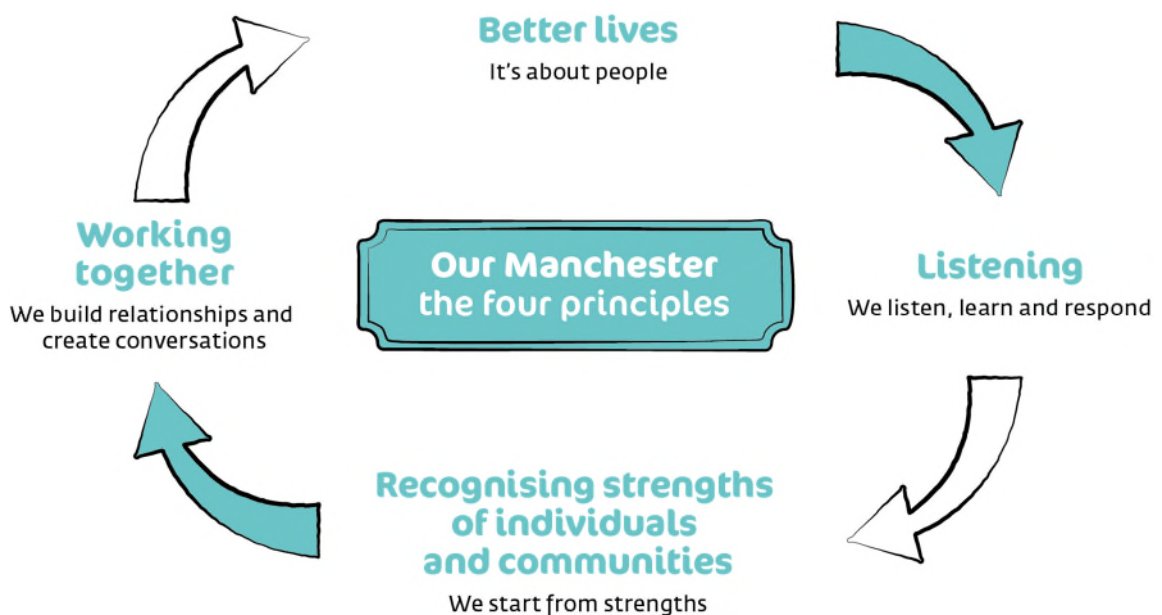 Better lives
It's about people
Our Manchester
the four principles
Listening
We listen, learn and respond
Recognising strengths
of individuals
and communities
We start from strengths
Working
together
We build relationships and
create conversations